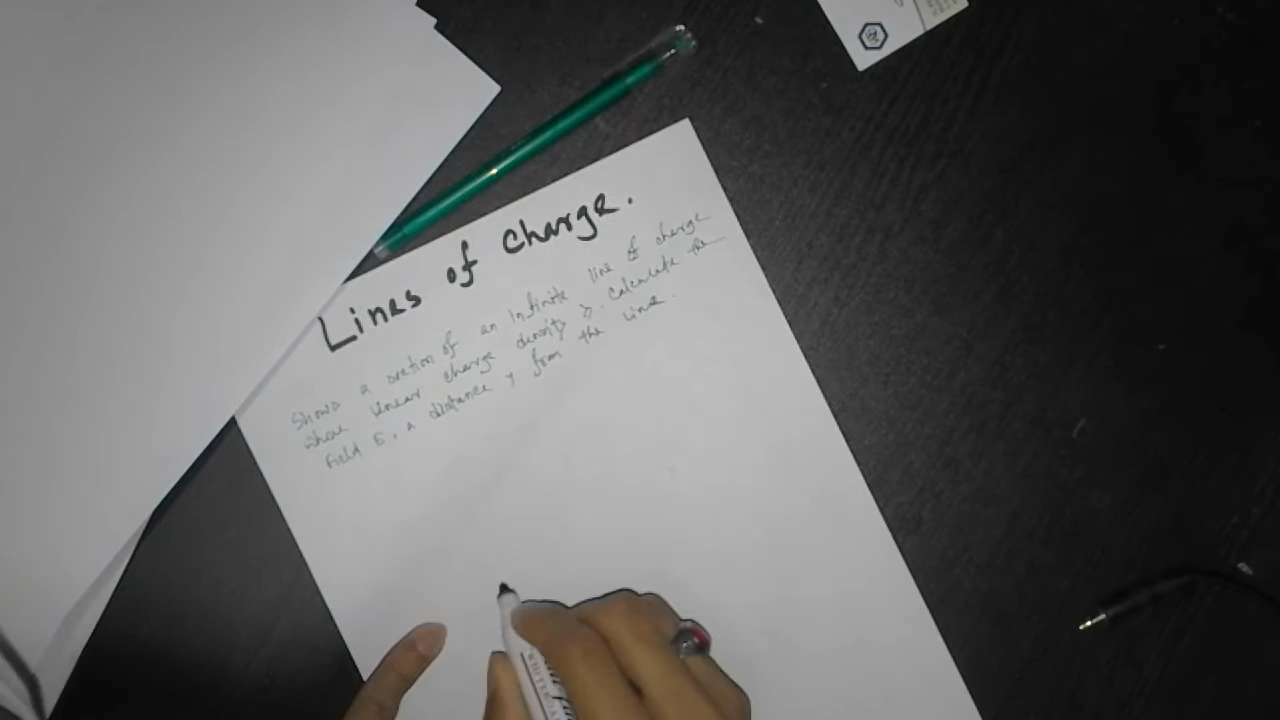 Lines of Charge.
Shows a section of an Infinite line of charge
whose linear charge density λ. Calculate the
field E, a distance y from the line.
WHITEBOA